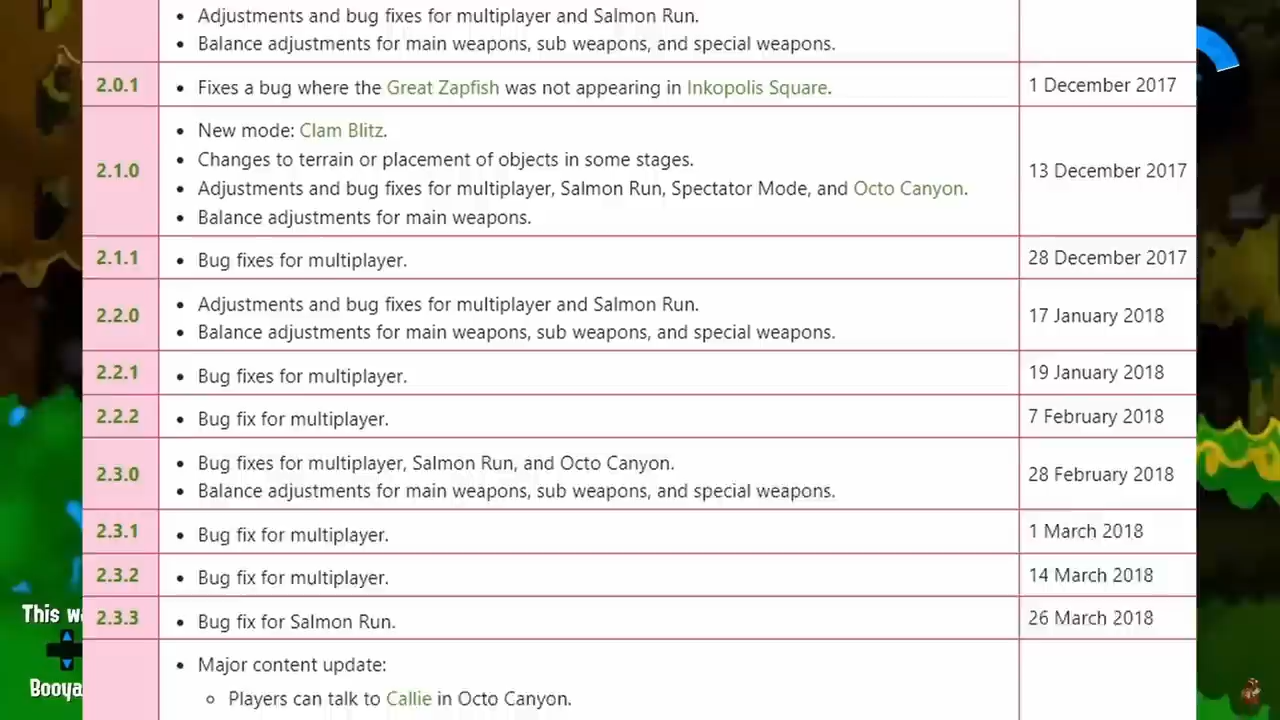 Adjustments and bug fixes for multiplayer and Salmon Run.
Balance adjustments for main weapons, sub weapons, and special weapons.
2.0.1
Fixes a bug where the Great Zapfish was not appearing in Inkopolis Square.
1 December 2017
New mode: Clam Blitz.
Changes to terrain or placement of objects in some stages.
2.1.0
Adjustments and bug fixes for multiplayer, Salmon Run, Spectator Mode, and Octo Canyon.
Balance adjustments for main weapons.
13 December 2017
2.1.1
Bug fixes for multiplayer.
28 December 2017
2.2.0
Adjustments and bug fixes for multiplayer and Salmon Run.
Balance adjustments for main weapons, sub weapons, and special weapons.
17 January 2018
2.2.1
Bug fixes for multiplayer.
19 January 2018
2.2.2
Bug fix for multiplayer.
7 February 2018
2.3.0
Bug fixes for multiplayer, Salmon Run, and Octo Canyon.
Balance adjustments for main weapons, sub weapons, and special weapons.
28 February 2018
2.3.1
Bug fix for multiplayer.
1 March 2018
2.3.2
Bug fix for multiplayer.
14 March 2018
2.3.3
Bug fix for Salmon Run.
26 March 2018
Major content update:
Players can talk to Callie in Octo Canyon.
This w
Booya